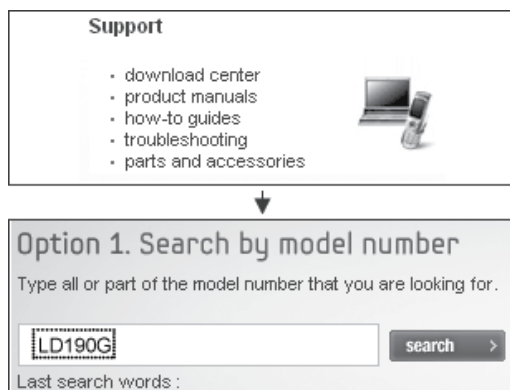 Support
· download center
· product manuals
· how-to guides
· troubleshooting
· parts and accessories
Option 1. Search by model number
Type all or part of the model number that you are looking for.
LD190G
search >
Last search words :